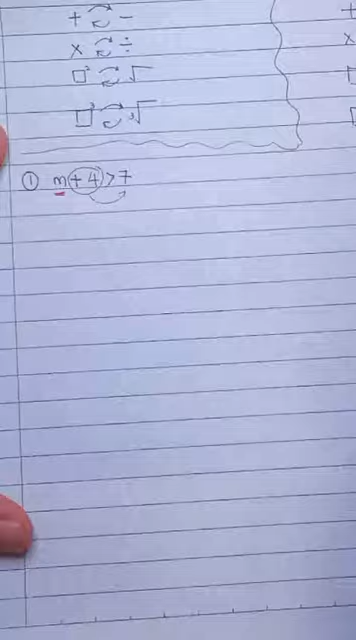 + ⇄ −
× ⇄ ÷
□² ⇄ √
□³ ⇄ ∛
① m + 4 > 7